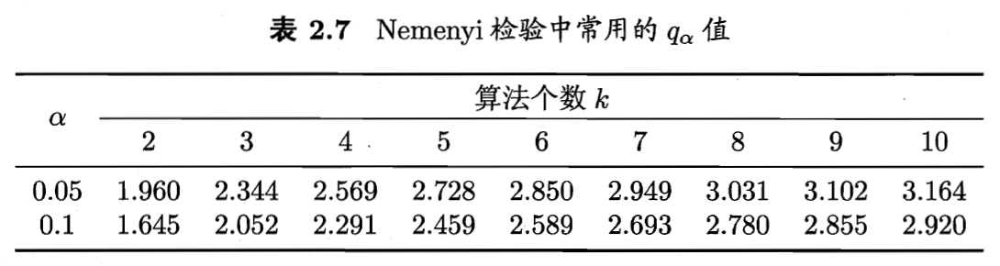 表 2.7 Nemenyi 检验中常用的 qα 值
算法个数 k
α
2 3 4 5 6 7 8 9 10
0.05 1.960 2.344 2.569 2.728 2.850 2.949 3.031 3.102 3.164
0.1 1.645 2.052 2.291 2.459 2.589 2.693 2.780 2.855 2.920